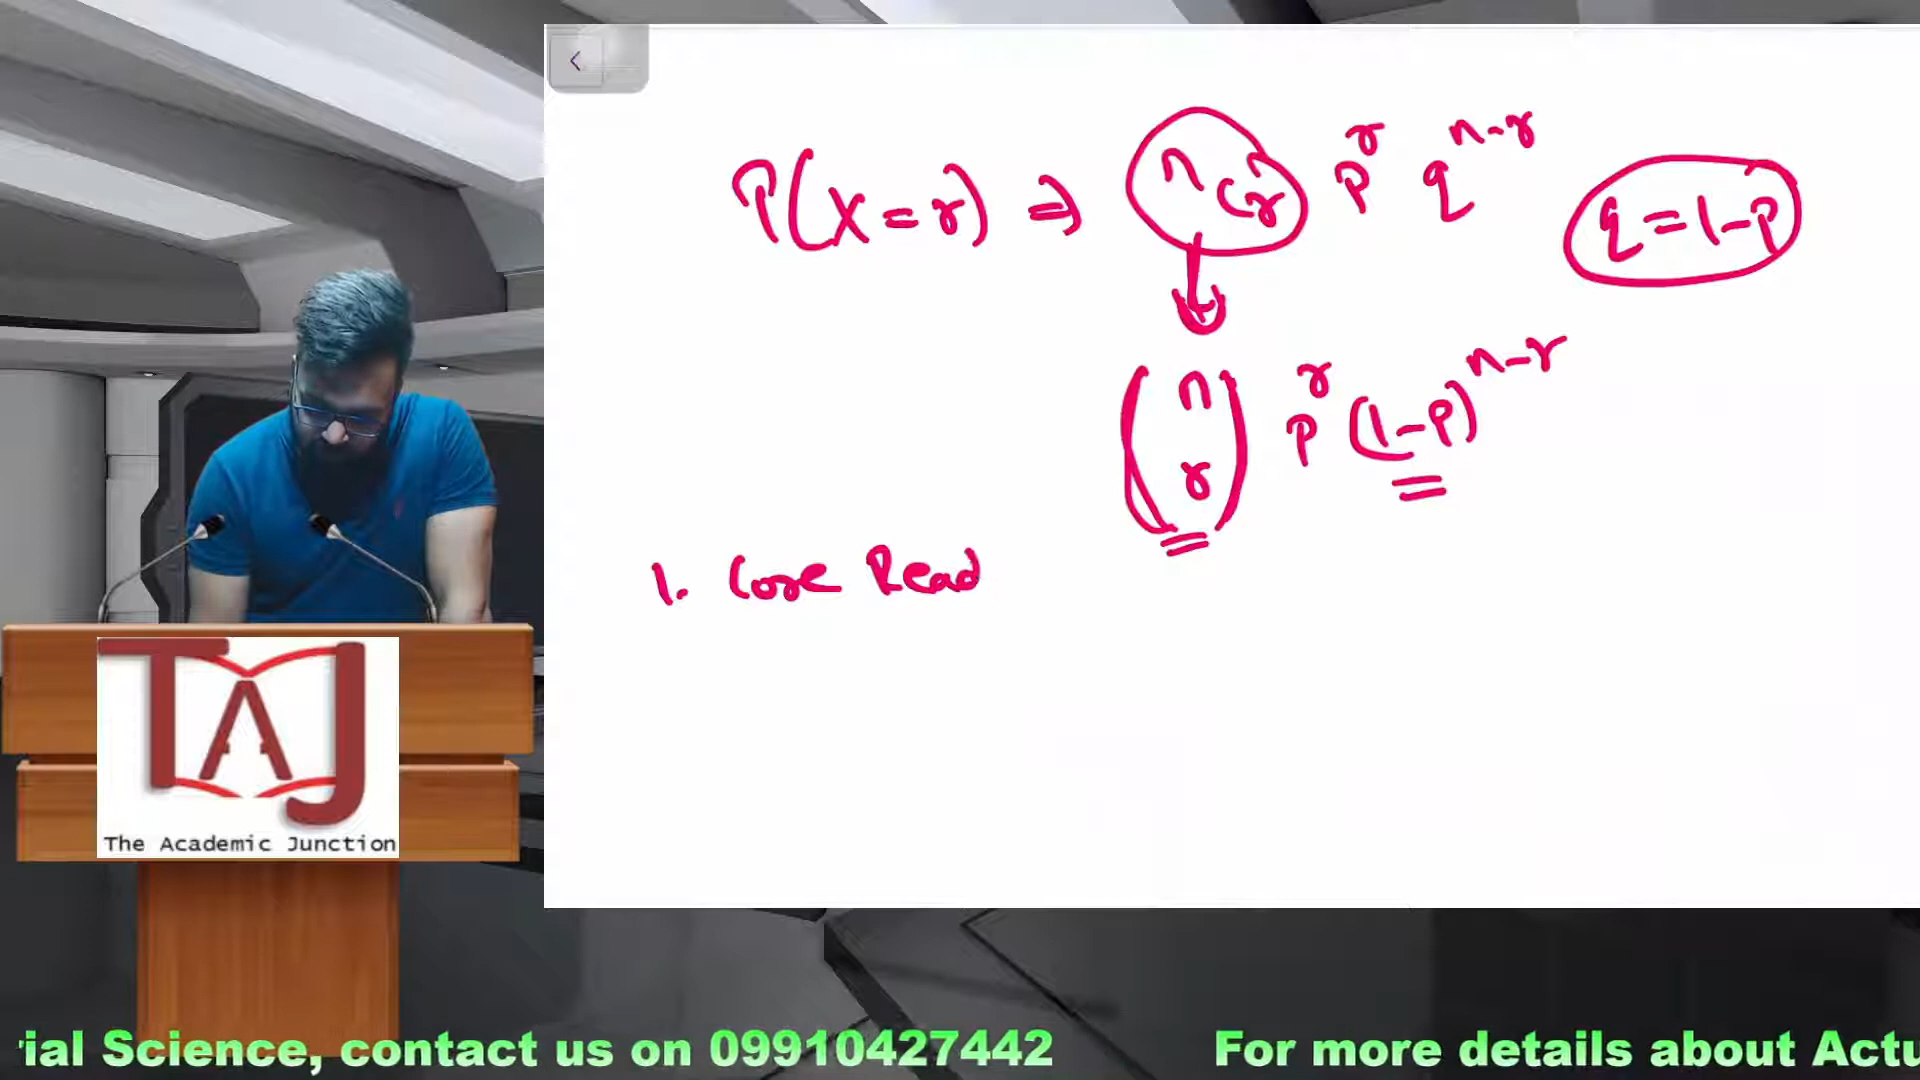 P(X=r) ⇒ nCr p^r q^n-r q=1-p
(n r) p^r (1-p)^n-r
1. Core Read
TAJ
The Academic Junction
ial Science, contact us on 09910427442 For more details about Actu